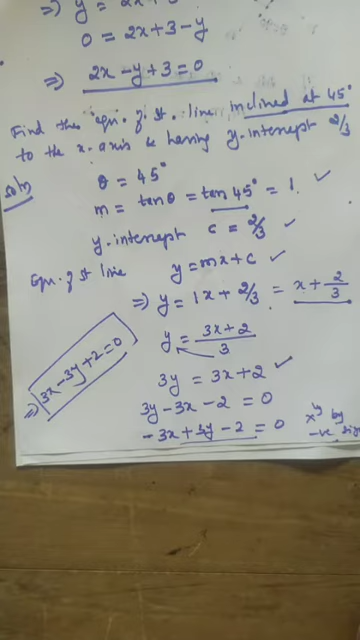 ⇒ y = 2x+3
0 = 2x+3-y
⇒ 2x-y+3=0
Find the eqn. of st. line inclined at 45°
to the x-axis & having y-intercept 2/3
Soln
θ = 45°
m = tanθ = tan 45° = 1. ✓
y-intercept c = 2/3 ✓
Eqn. of st line y = mx+c ✓
⇒ y = 1x + 2/3 = x + 2/3
y = 3x+2/3
3y = 3x+2 ✓
3y-3x-2 = 0
-3x+3y-2 = 0 x^y by
-ve sign
⇒ 3x-3y+2=0